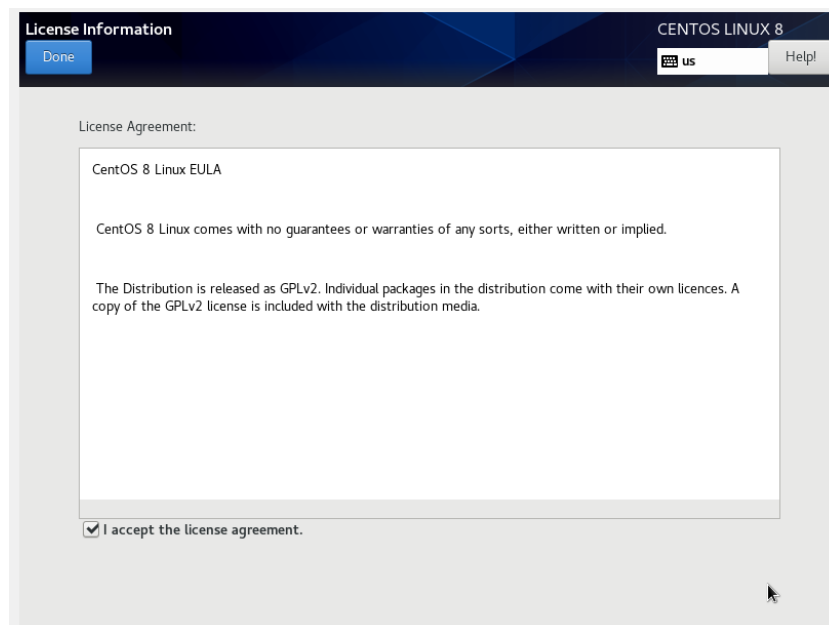 License Information
CENTOS LINUX 8
Done
us
Help!
License Agreement:
CentOS 8 Linux EULA
CentOS 8 Linux comes with no guarantees or warranties of any sorts, either written or implied.
The Distribution is released as GPLv2. Individual packages in the distribution come with their own licences. A
copy of the GPLv2 license is included with the distribution media.
I accept the license agreement.